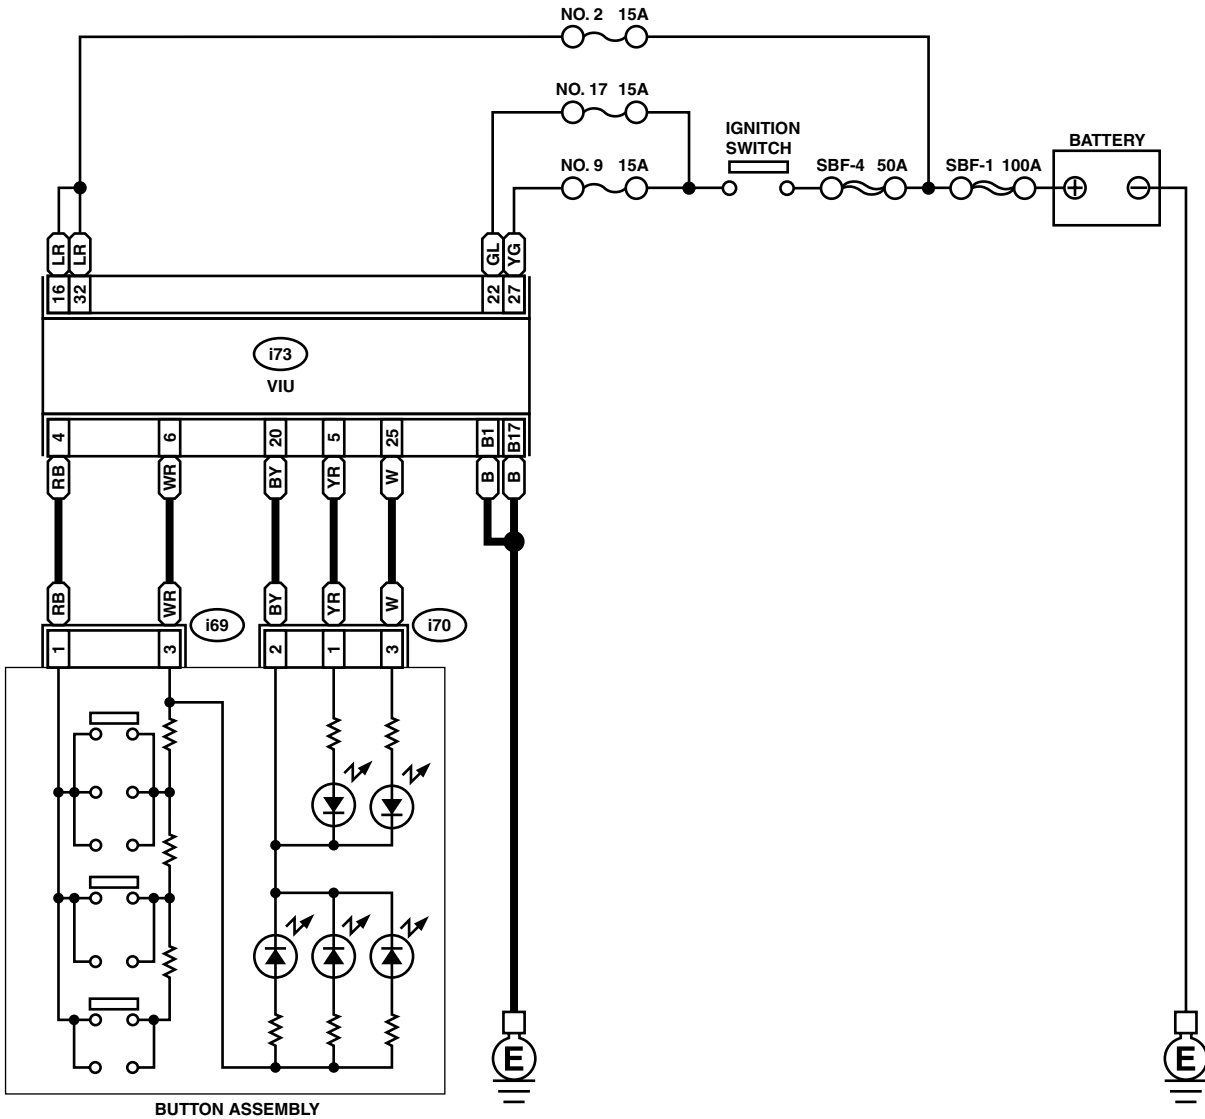 NO. 2 15A
NO. 17 15A
IGNITION
SWITCH
BATTERY
NO. 9 15A
SBF-4 50A
SBF-1 100A
+
−
LR
LR
GL
YG
16
32
22
27
i73
VIU
4
6
20
5
25
B1
B17
RB
WR
BY
YR
W
B
B
RB
WR
BY
YR
W
i69
i70
1
3
2
1
3
E
E
BUTTON ASSEMBLY